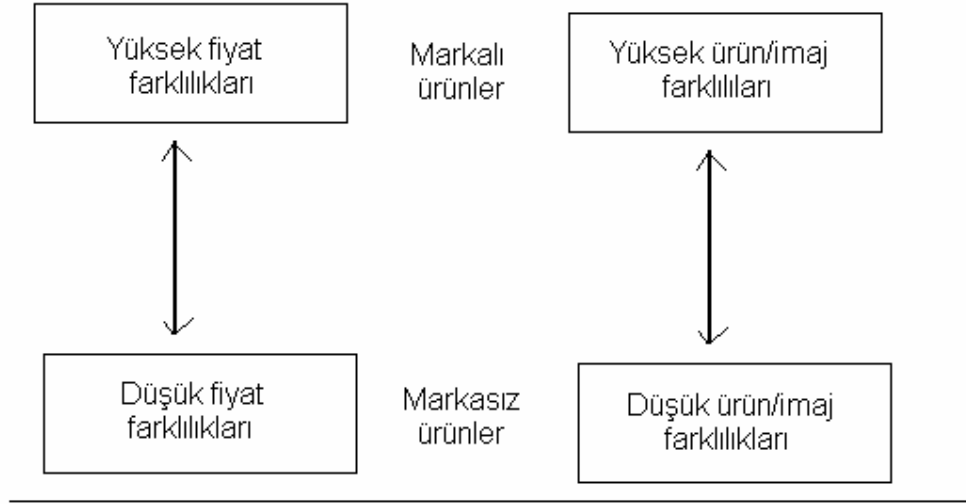 Yüksek fiyat
farklılıkları
Markalı
ürünler
Yüksek ürün/imaj
farklılıları
Düşük fiyat
farklılıkları
Markasız
ürünler
Düşük ürün/imaj
farklılıkları